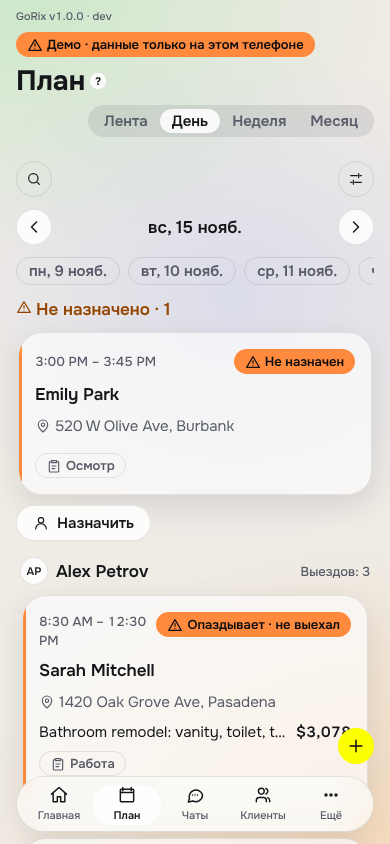 GoRix v1.0.0 · dev
Демо · данные только на этом телефоне
План ?
Лента День Неделя Месяц
вс, 15 нояб.
пн, 9 нояб. вт, 10 нояб. ср, 11 нояб.
Не назначено · 1
3:00 PM – 3:45 PM Не назначен
Emily Park
520 W Olive Ave, Burbank
Осмотр
Назначить
AP Alex Petrov Выездов: 3
8:30 AM – 12:30 Опаздывает · не выехал
PM
Sarah Mitchell
1420 Oak Grove Ave, Pasadena
Bathroom remodel: vanity, toilet, t...
Работа
Главная План Чаты Клиенты Ещё